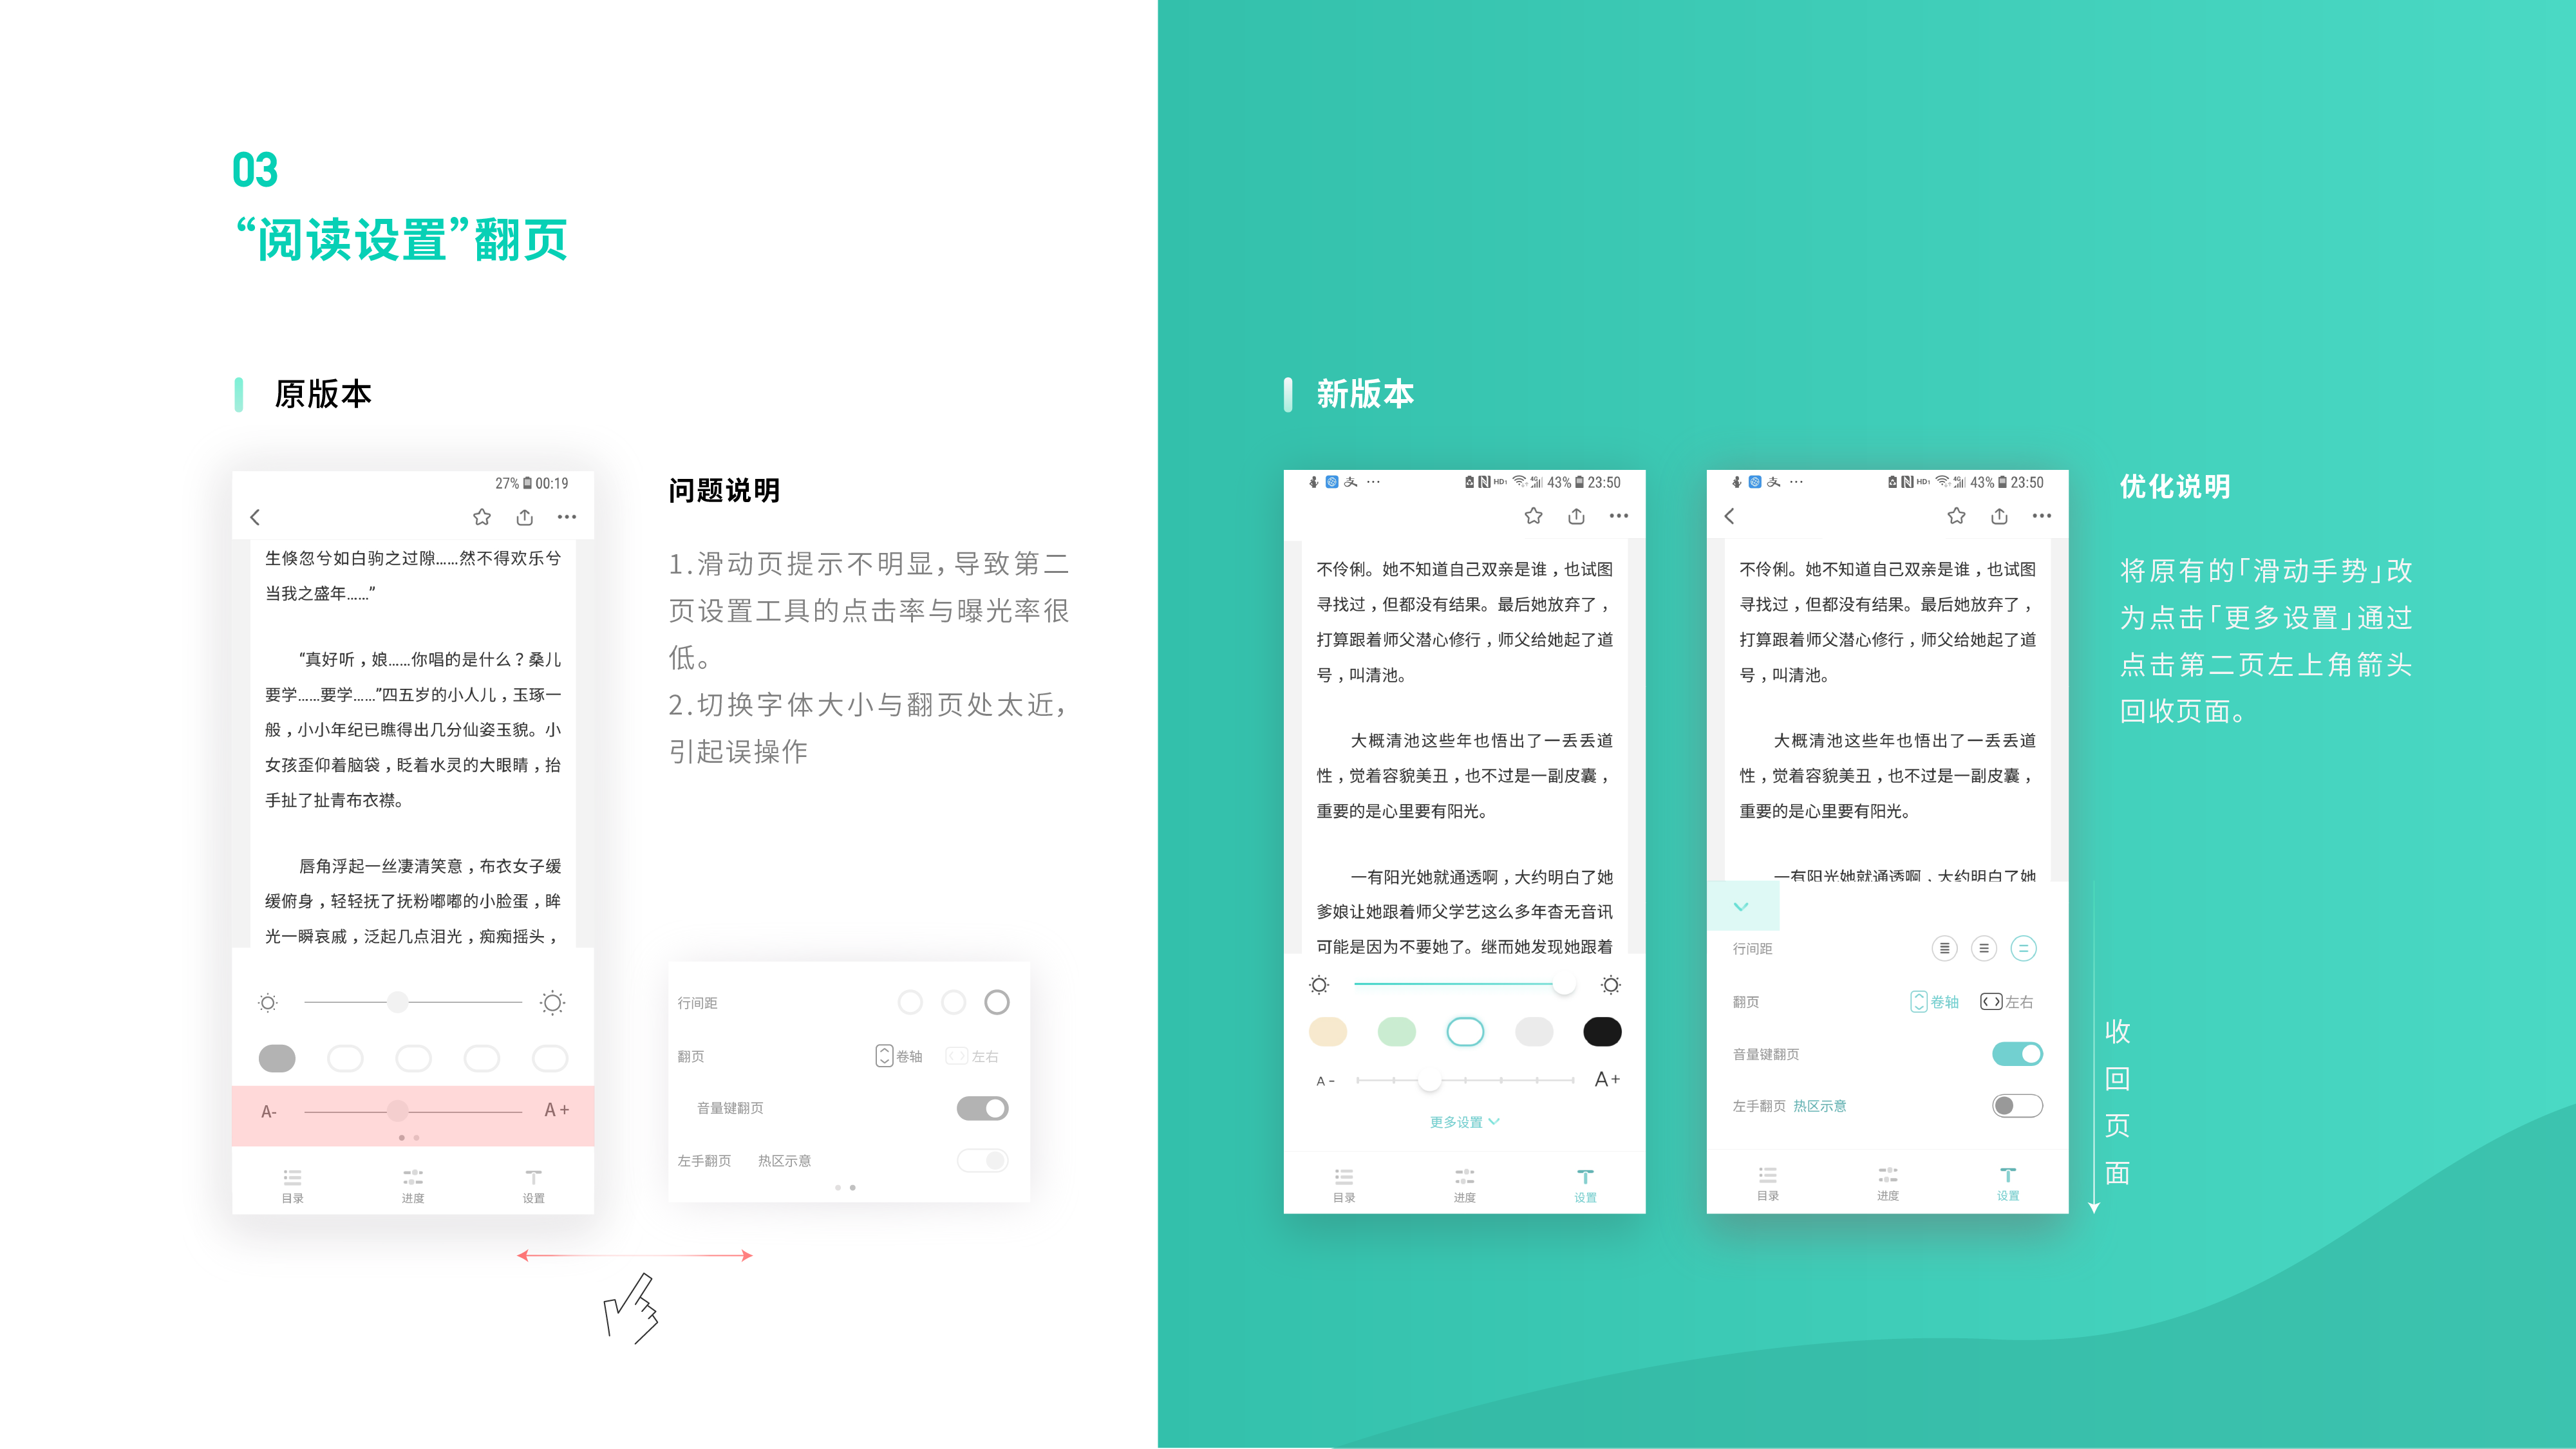 03
“阅读设置”翻页
原版本
27% 00:19
生倏忽兮如白驹之过隙……然不得欢乐兮
当我之盛年……”
“真好听，娘……你唱的是什么？桑儿
要学……要学……”四五岁的小人儿，玉琢一
般，小小年纪已瞧得出几分仙姿玉貌。小
女孩歪仰着脑袋，眨着水灵的大眼睛，抬
手扯了扯青布衣襟。
唇角浮起一丝凄清笑意，布衣女子缓
缓俯身，轻轻抚了抚粉嘟嘟的小脸蛋，眸
光一瞬哀戚，泛起几点泪光，痴痴摇头，
A-
A +
目录
进度
设置
问题说明
1.滑动页提示不明显，导致第二
页设置工具的点击率与曝光率很
低。
2.切换字体大小与翻页处太近，
引起误操作
行间距
翻页
卷轴
左右
音量键翻页
左手翻页
热区示意
新版本
支 ···
HD1 4G 43% 23:50
不伶俐。她不知道自己双亲是谁，也试图
寻找过，但都没有结果。最后她放弃了，
打算跟着师父潜心修行，师父给她起了道
号，叫清池。
大概清池这些年也悟出了一丢丢道
性，觉着容貌美丑，也不过是一副皮囊，
重要的是心里要有阳光。
一有阳光她就通透啊，大约明白了她
爹娘让她跟着师父学艺这么多年杳无音讯
可能是因为不要她了。继而她发现她跟着
A -
A +
更多设置
目录
进度
设置
支 ···
HD1 4G 43% 23:50
不伶俐。她不知道自己双亲是谁，也试图
寻找过，但都没有结果。最后她放弃了，
打算跟着师父潜心修行，师父给她起了道
号，叫清池。
大概清池这些年也悟出了一丢丢道
性，觉着容貌美丑，也不过是一副皮囊，
重要的是心里要有阳光。
一有阳光她就通透啊，大约明白了她
行间距
翻页
卷轴
左右
音量键翻页
左手翻页 热区示意
目录
进度
设置
优化说明
将原有的「滑动手势」改
为点击「更多设置」通过
点击第二页左上角箭头
回收页面。
收
回
页
面